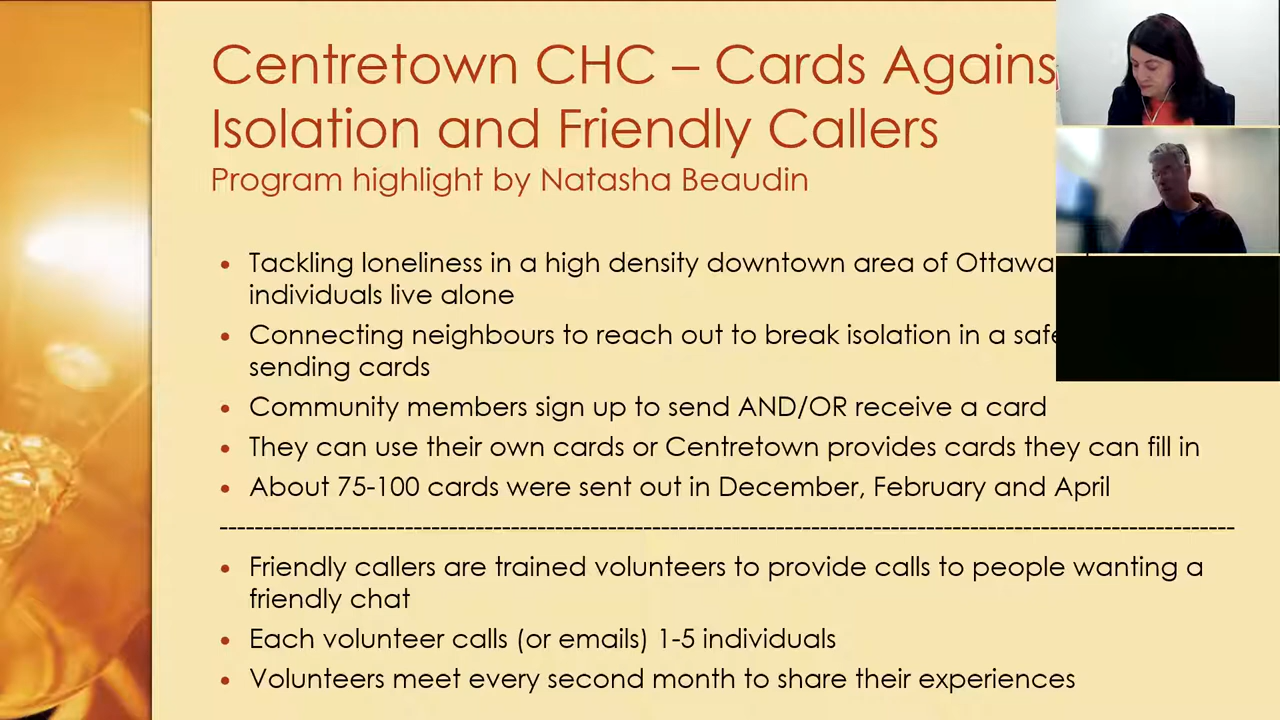 Centretown CHC – Cards Agains
Isolation and Friendly Callers
Program highlight by Natasha Beaudin
• Tackling loneliness in a high density downtown area of Ottawa
individuals live alone
• Connecting neighbours to reach out to break isolation in a safe
sending cards
• Community members sign up to send AND/OR receive a card
• They can use their own cards or Centretown provides cards they can fill in
• About 75-100 cards were sent out in December, February and April
---------------------------------------------------------------------------------------------------------------------
• Friendly callers are trained volunteers to provide calls to people wanting a
friendly chat
• Each volunteer calls (or emails) 1-5 individuals
• Volunteers meet every second month to share their experiences